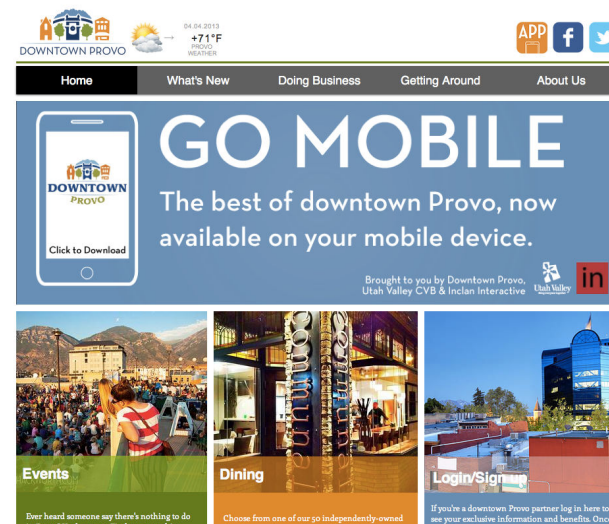 04.04.2013
APP
DOWNTOWN PROVO
+71°F
PROVO
WEATHER
Home
What's New
Doing Business
Getting Around
About Us
GO MOBILE
DOWNTOWN
PROVO
The best of downtown Provo, now
available on your mobile device.
Click to Download
Brought to you by Downtown Provo,
Utah Valley CVB & Inclan Interactive
Utah Valley
in
communal
Events
Dining
Login/Sign up
Ever heard someone say there's nothing to do
Choose from one of our 50 independently-owned
If you're a downtown Provo partner log in here to
see your exclusive information and benefits. Once